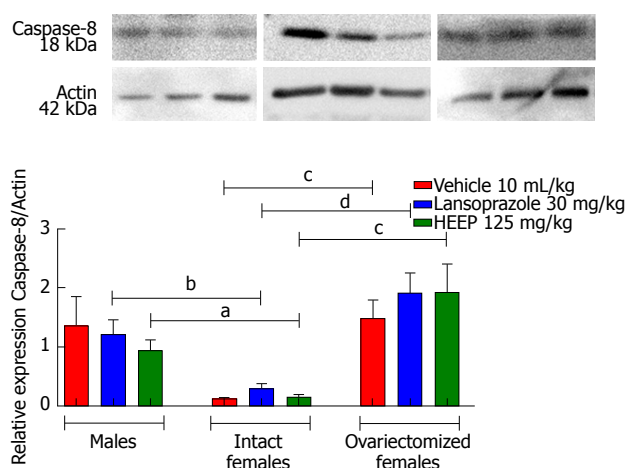 Caspase-8
18 kDa
Actin
42 kDa
Relative expression Caspase-8/Actin
3
2
1
0
c
d
c
b
a
Vehicle 10 mL/kg
Lansoprazole 30 mg/kg
HEEP 125 mg/kg
Males
Intact
females
Ovariectomized
females